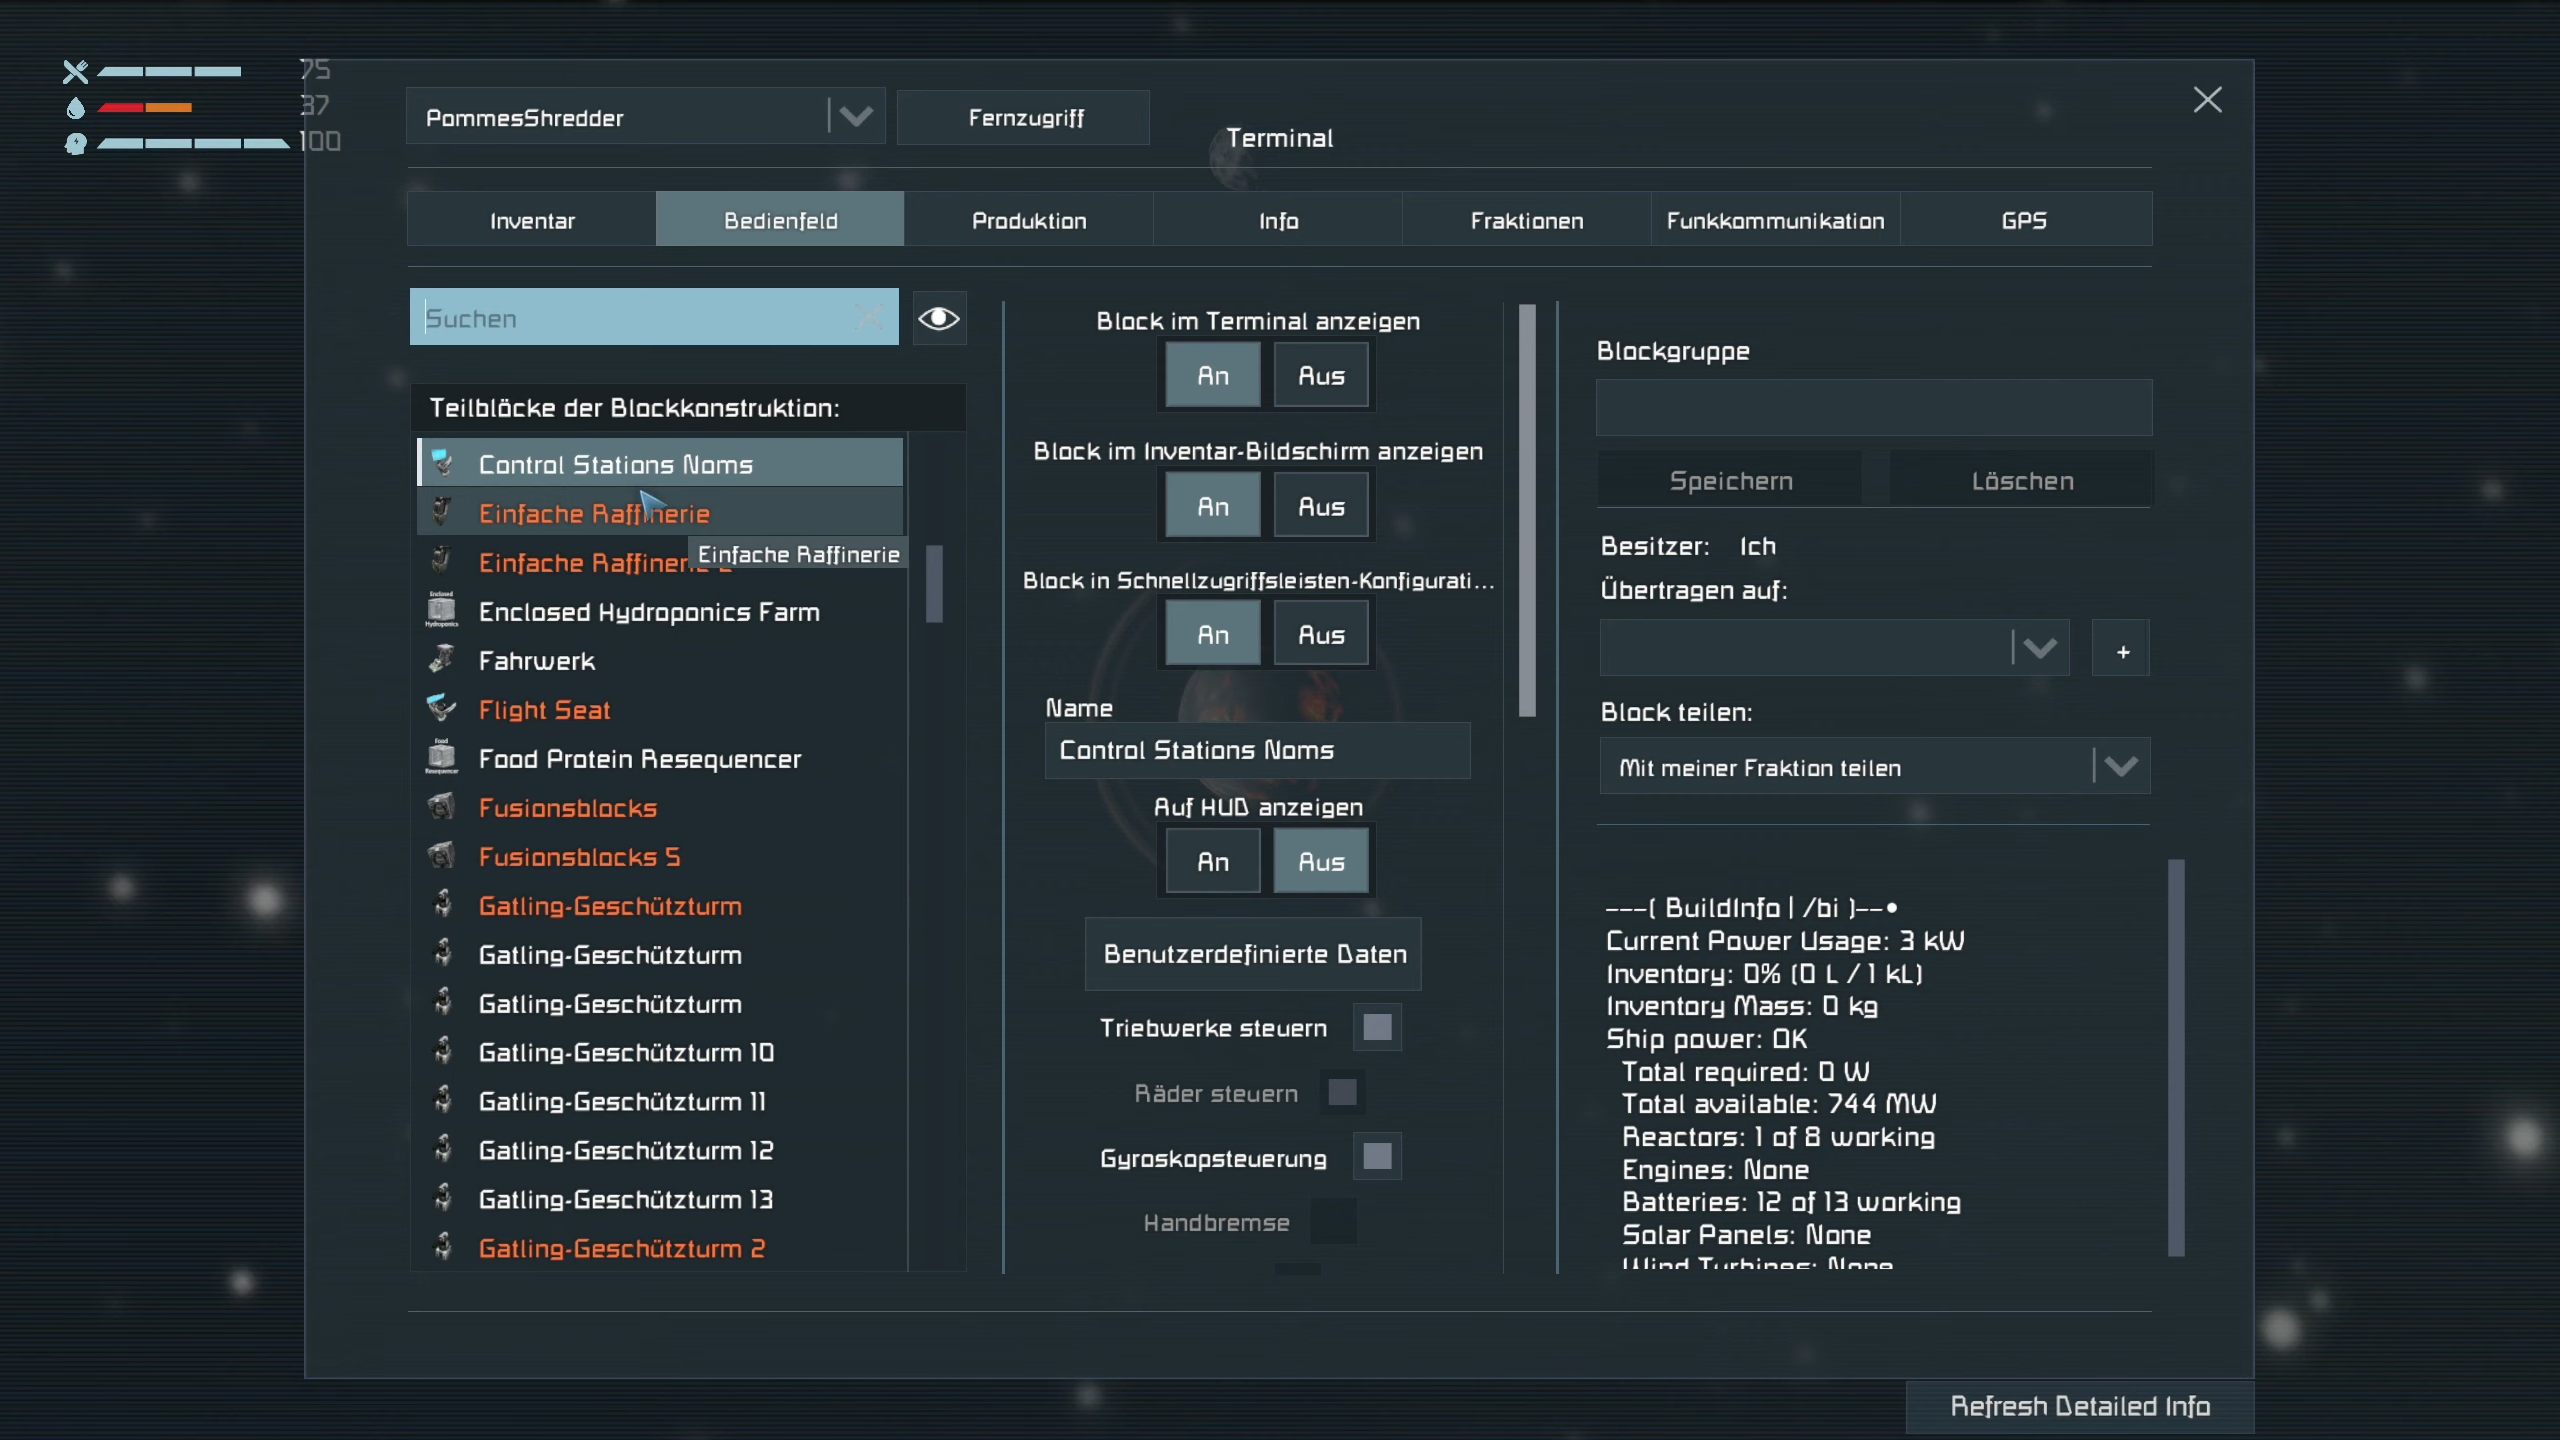 75
37
100
PommesShredder
Fernzugriff
Terminal
Inventar
Bedienfeld
Produktion
Info
Fraktionen
Funkkommunikation
GPS
Suchen
Teilblöcke der Blockkonstruktion:
Control Stations Noms
Einfache Raffinerie
Einfache Raffinerie
Einfache Raffinerie 2
Enclosed Hydroponics Farm
Fahrwerk
Flight Seat
Food Protein Resequencer
Fusionsblocks
Fusionsblocks 5
Gatling-Geschützturm
Gatling-Geschützturm
Gatling-Geschützturm
Gatling-Geschützturm 10
Gatling-Geschützturm 11
Gatling-Geschützturm 12
Gatling-Geschützturm 13
Gatling-Geschützturm 2
Block im Terminal anzeigen
An Aus
Block im Inventar-Bildschirm anzeigen
An Aus
Block in Schnellzugriffsleisten-Konfigurati...
An Aus
Name
Control Stations Noms
Auf HUD anzeigen
An Aus
Benutzerdefinierte Daten
Triebwerke steuern
Räder steuern
Gyroskopsteuerung
Handbremse
Blockgruppe
Speichern Löschen
Besitzer: Ich
Übertragen auf:
+
Block teilen:
Mit meiner Fraktion teilen
---( BuildInfo | /bi )--•
Current Power Usage: 3 kW
Inventory: 0% (0 L / 1 kL)
Inventory Mass: 0 kg
Ship power: OK
Total required: 0 W
Total available: 744 MW
Reactors: 1 of 8 working
Engines: None
Batteries: 12 of 13 working
Solar Panels: None
Wind Turbines: None
Refresh Detailed Info